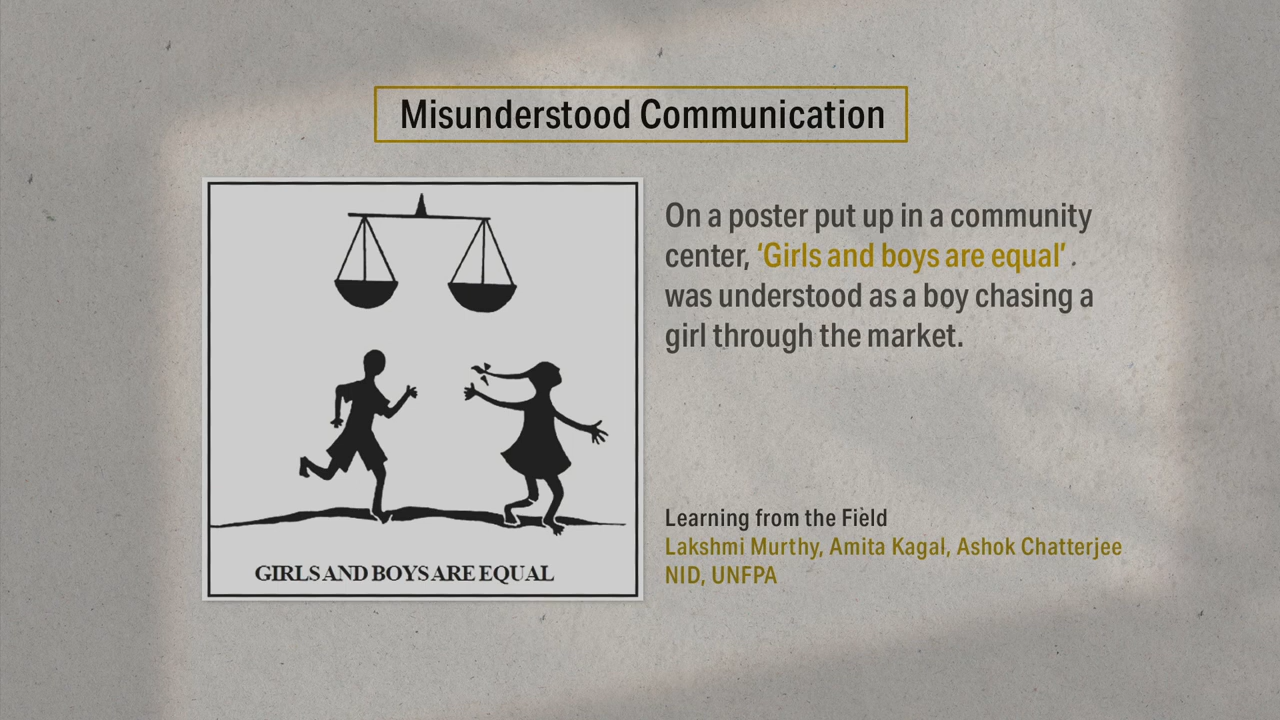 Misunderstood Communication
On a poster put up in a community
center, ‘Girls and boys are equal’ .
was understood as a boy chasing a
girl through the market.
GIRLS AND BOYS ARE EQUAL
Learning from the Field
Lakshmi Murthy, Amita Kagal, Ashok Chatterjee
NID, UNFPA